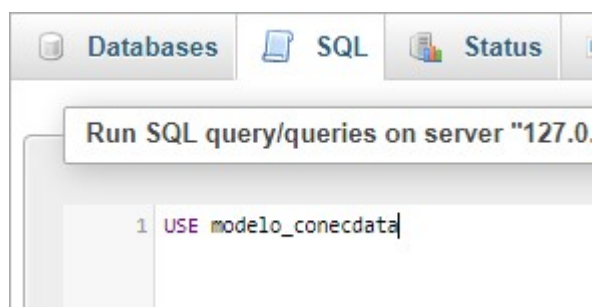 Databases SQL Status
Run SQL query/queries on server "127.0.
1 USE modelo_conecdata